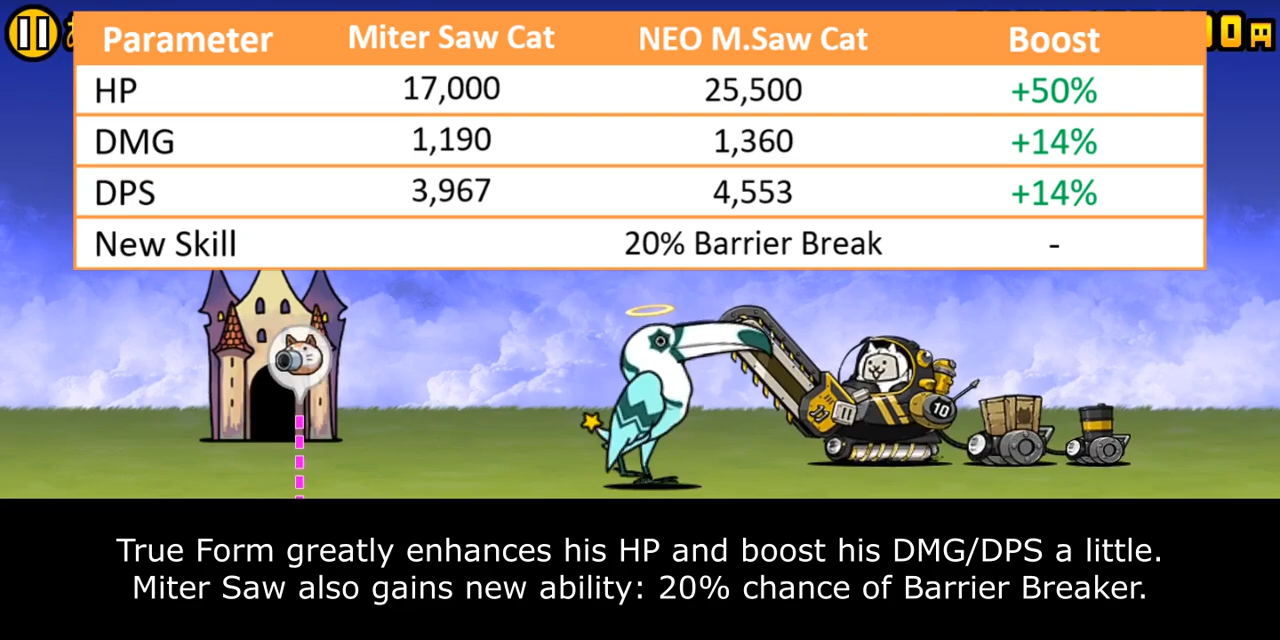 Parameter Miter Saw Cat NEO M.Saw Cat Boost
HP 17,000 25,500 +50%
DMG 1,190 1,360 +14%
DPS 3,967 4,553 +14%
New Skill 20% Barrier Break -
10
True Form greatly enhances his HP and boost his DMG/DPS a little.
Miter Saw also gains new ability: 20% chance of Barrier Breaker.